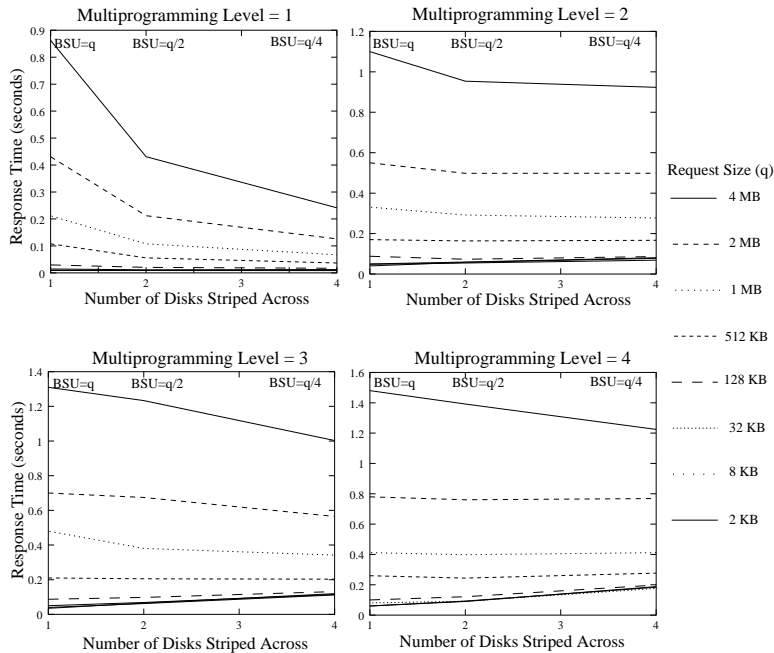 Multiprogramming Level = 1
0.9
0.8
0.7
0.6
0.5
0.4
0.3
0.2
0.1
0
BSU=q BSU=q/2 BSU=q/4
Response Time (seconds)
1 2 3 4
Number of Disks Striped Across
Multiprogramming Level = 2
1.2
1
0.8
0.6
0.4
0.2
0
BSU=q BSU=q/2 BSU=q/4
1 2 3 4
Number of Disks Striped Across
Multiprogramming Level = 3
1.4
1.2
1
0.8
0.6
0.4
0.2
0
BSU=q BSU=q/2 BSU=q/4
Response Time (seconds)
1 2 3 4
Number of Disks Striped Across
Multiprogramming Level = 4
1.6
1.4
1.2
1
0.8
0.6
0.4
0.2
0
BSU=q BSU=q/2 BSU=q/4
1 2 3 4
Number of Disks Striped Across
Request Size (q)
4 MB
2 MB
1 MB
512 KB
128 KB
32 KB
8 KB
2 KB